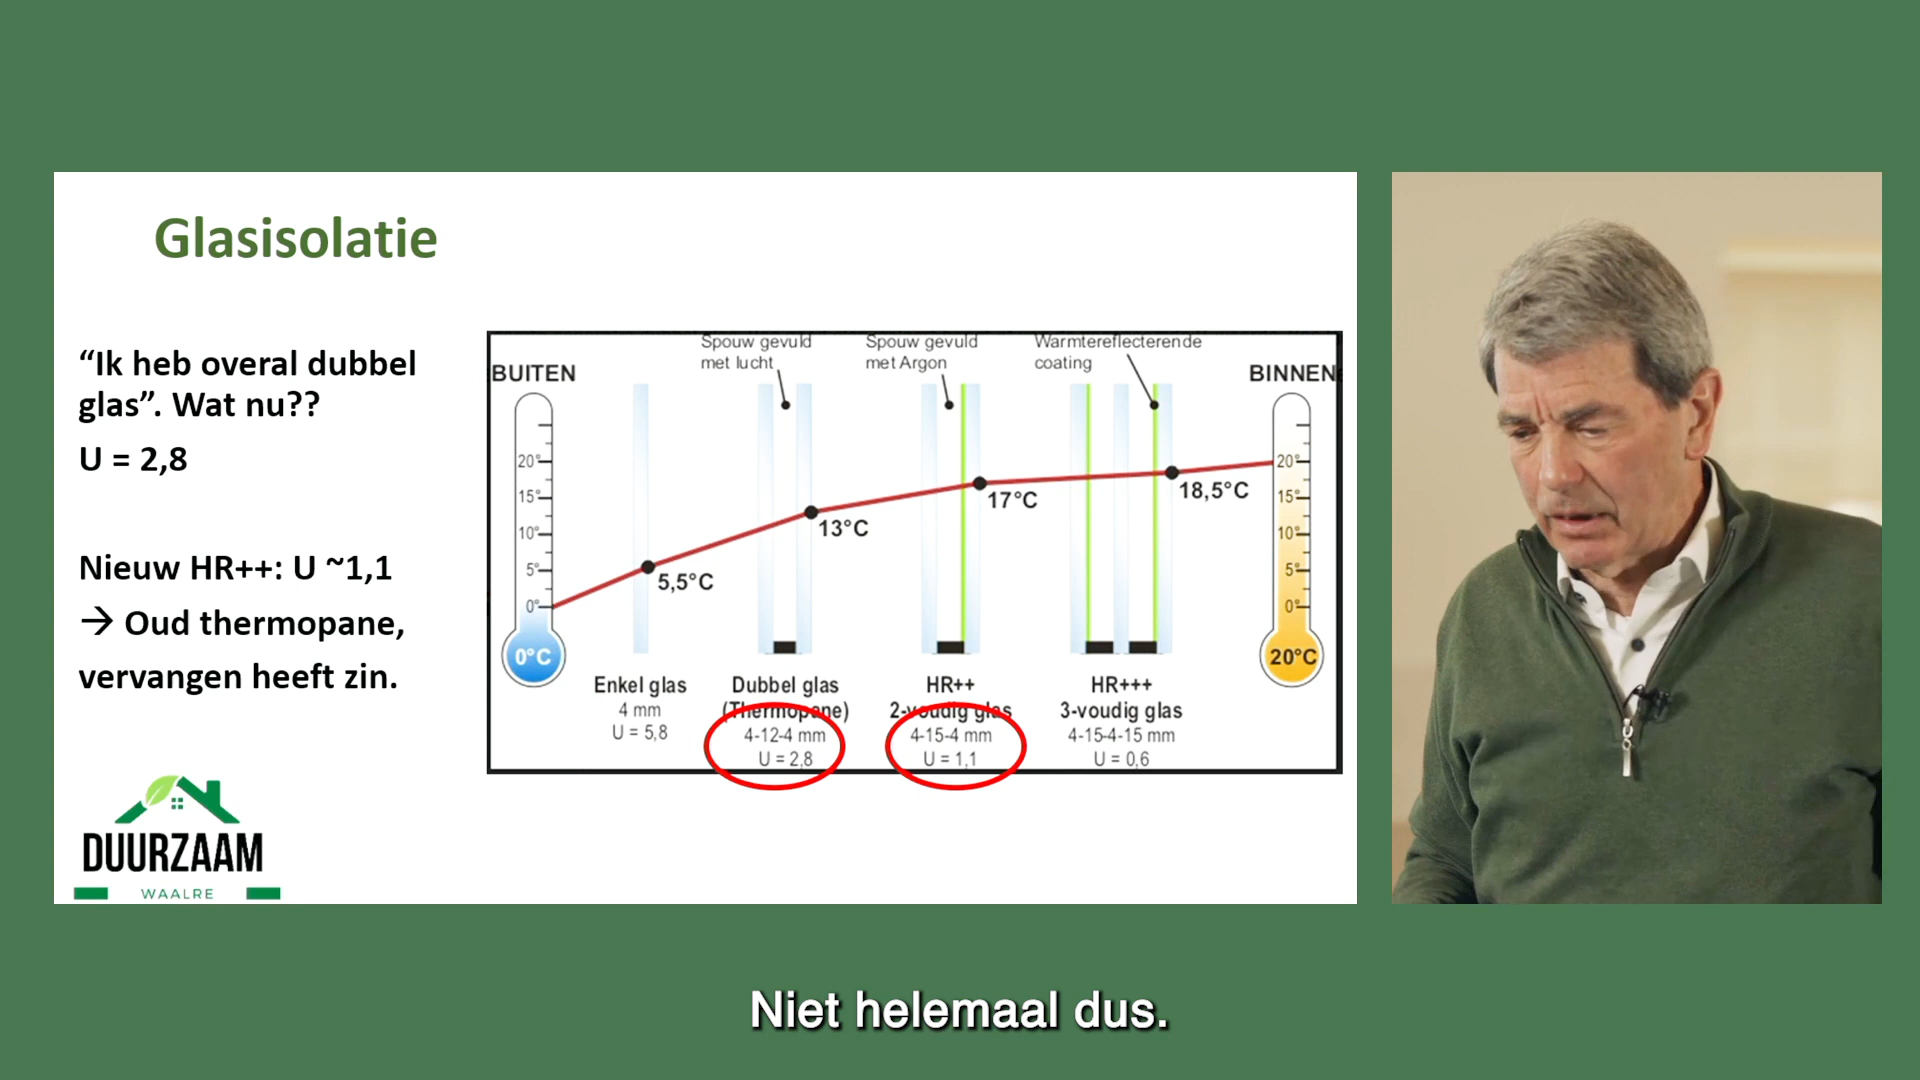 Glasisolatie
“Ik heb overal dubbel
glas”. Wat nu??
U = 2,8
Nieuw HR++: U ~1,1
→ Oud thermopane,
vervangen heeft zin.
DUURZAAM
WAALRE
BUITEN
Spouw gevuld
met lucht
Spouw gevuld
met Argon
Warmtereflecterende
coating
BINNEN
20°
15°
10°
5°
0°
0°C
5,5°C
13°C
17°C
18,5°C
20°
15°
10°
5°
0°
20°C
Enkel glas
4 mm
U = 5,8
Dubbel glas
(Thermopane)
4-12-4 mm
U = 2,8
HR++
2-voudig glas
4-15-4 mm
U = 1,1
HR+++
3-voudig glas
4-15-4-15 mm
U = 0,6
Niet helemaal dus.